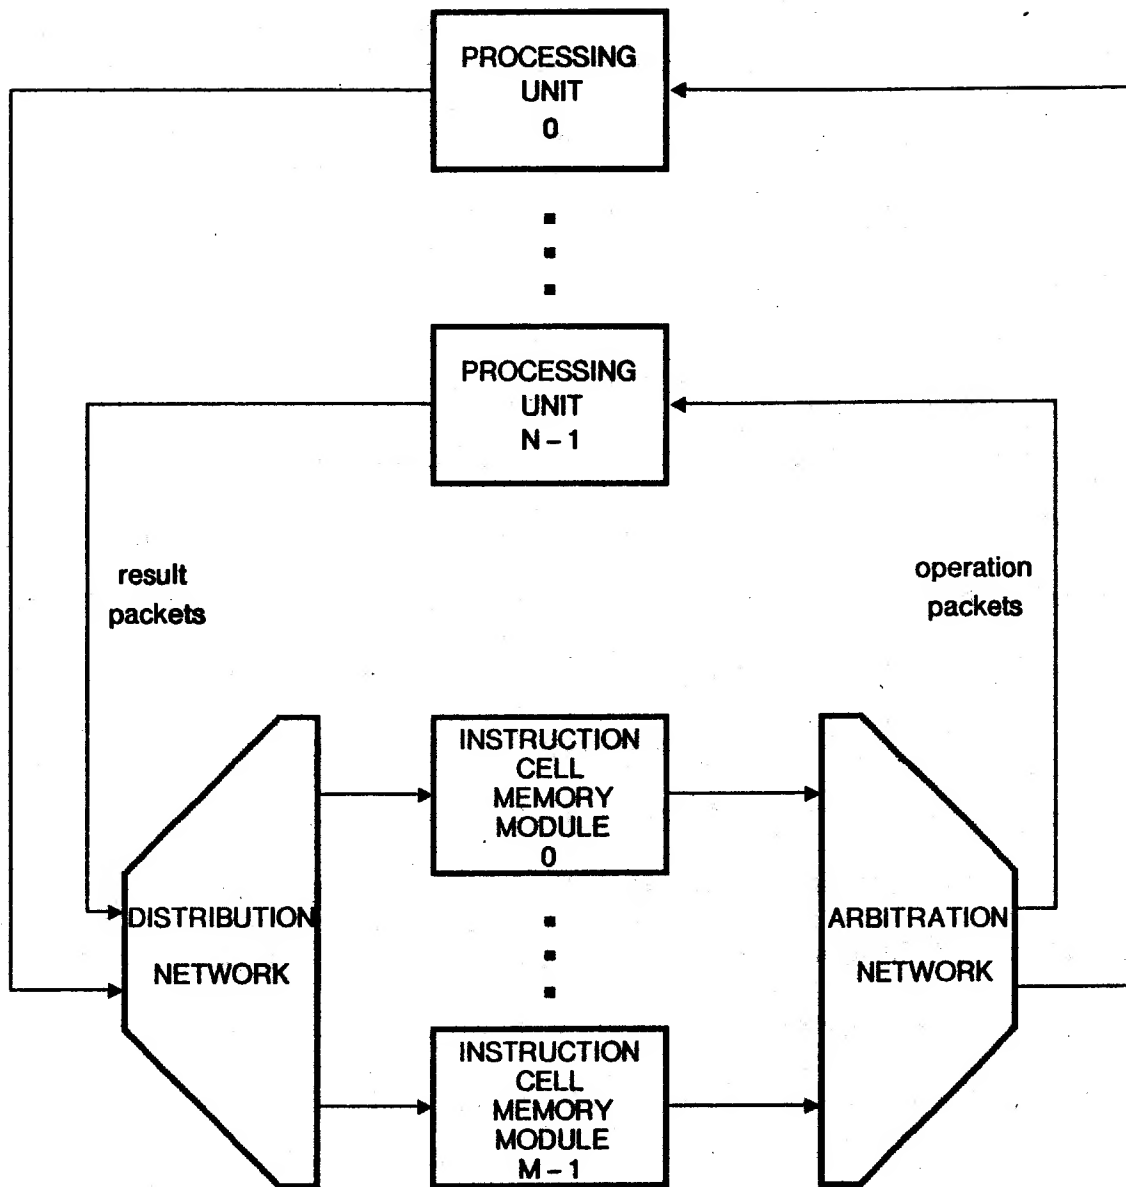 PROCESSING
UNIT
0
PROCESSING
UNIT
N – 1
result
packets
operation
packets
INSTRUCTION
CELL
MEMORY
MODULE
0
DISTRIBUTION
NETWORK
ARBITRATION
NETWORK
INSTRUCTION
CELL
MEMORY
MODULE
M – 1